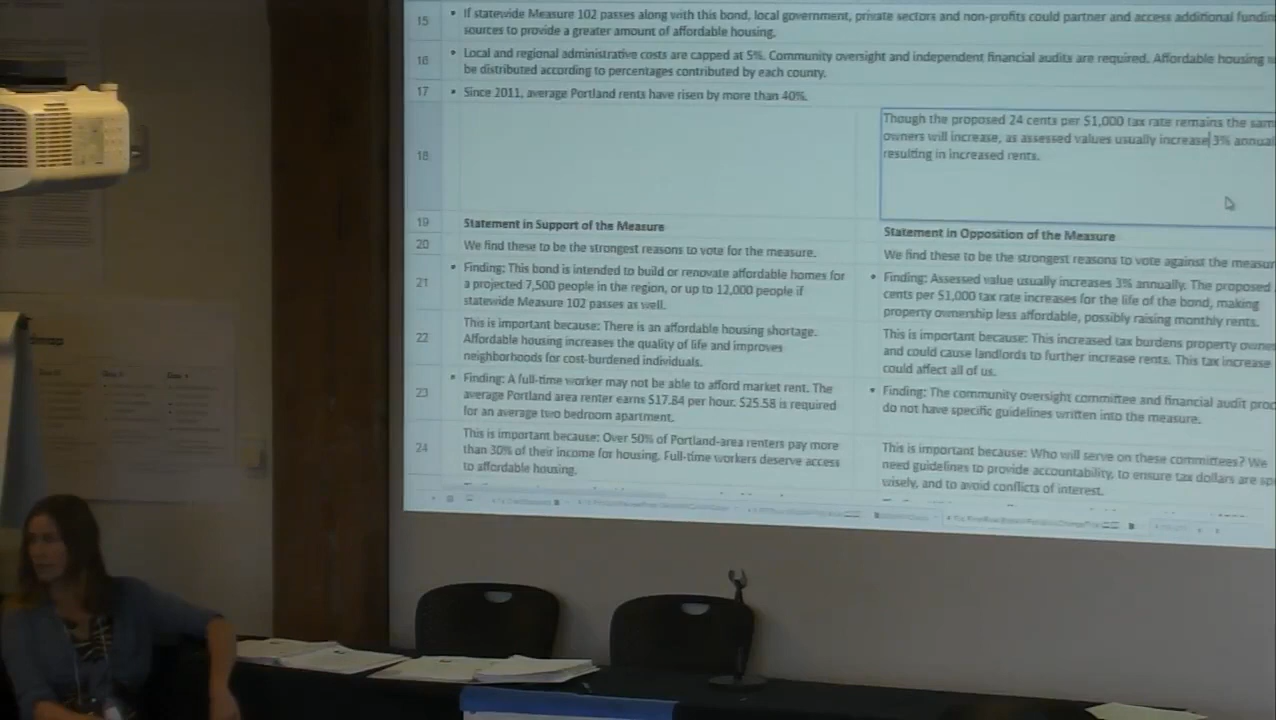 15
If statewide Measure 102 passes along with this bond, local government, private sectors and non-profits could partner and access additional fundin
sources to provide a greater amount of affordable housing.
16
Local and regional administrative costs are capped at 5%. Community oversight and independent financial audits are required. Affordable housing w
be distributed according to percentages contributed by each county.
17
Since 2011, average Portland rents have risen by more than 40%.
18
Though the proposed 24 cents per $1,000 tax rate remains the sam
owners will increase, as assessed values usually increase 3% annual
resulting in increased rents.
19
Statement in Support of the Measure
Statement in Opposition of the Measure
20
We find these to be the strongest reasons to vote for the measure.
We find these to be the strongest reasons to vote against the measur
21
Finding: This bond is intended to build or renovate affordable homes for
a projected 7,500 people in the region, or up to 12,000 people if
statewide Measure 102 passes as well.
Finding: Assessed value usually increases 3% annually. The proposed
cents per $1,000 tax rate increases for the life of the bond, making
property ownership less affordable, possibly raising monthly rents.
22
This is important because: There is an affordable housing shortage.
Affordable housing increases the quality of life and improves
neighborhoods for cost-burdened individuals.
This is important because: This increased tax burdens property owne
and could cause landlords to further increase rents. This tax increase
could affect all of us.
23
Finding: A full-time worker may not be able to afford market rent. The
average Portland area renter earns $17.84 per hour. $25.58 is required
for an average two bedroom apartment.
Finding: The community oversight committee and financial audit proc
do not have specific guidelines written into the measure.
24
This is important because: Over 50% of Portland-area renters pay more
than 30% of their income for housing. Full-time workers deserve access
to affordable housing.
This is important because: Who will serve on these committees? We
need guidelines to provide accountability, to ensure tax dollars are sp
wisely, and to avoid conflicts of interest.